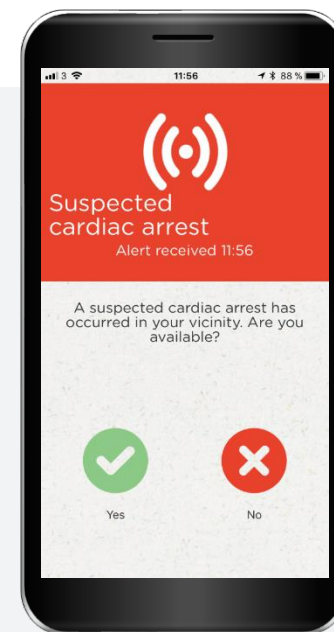 3 11:56 88 %
Suspected
cardiac arrest
Alert received 11:56
A suspected cardiac arrest has
occurred in your vicinity. Are you
available?
Yes No